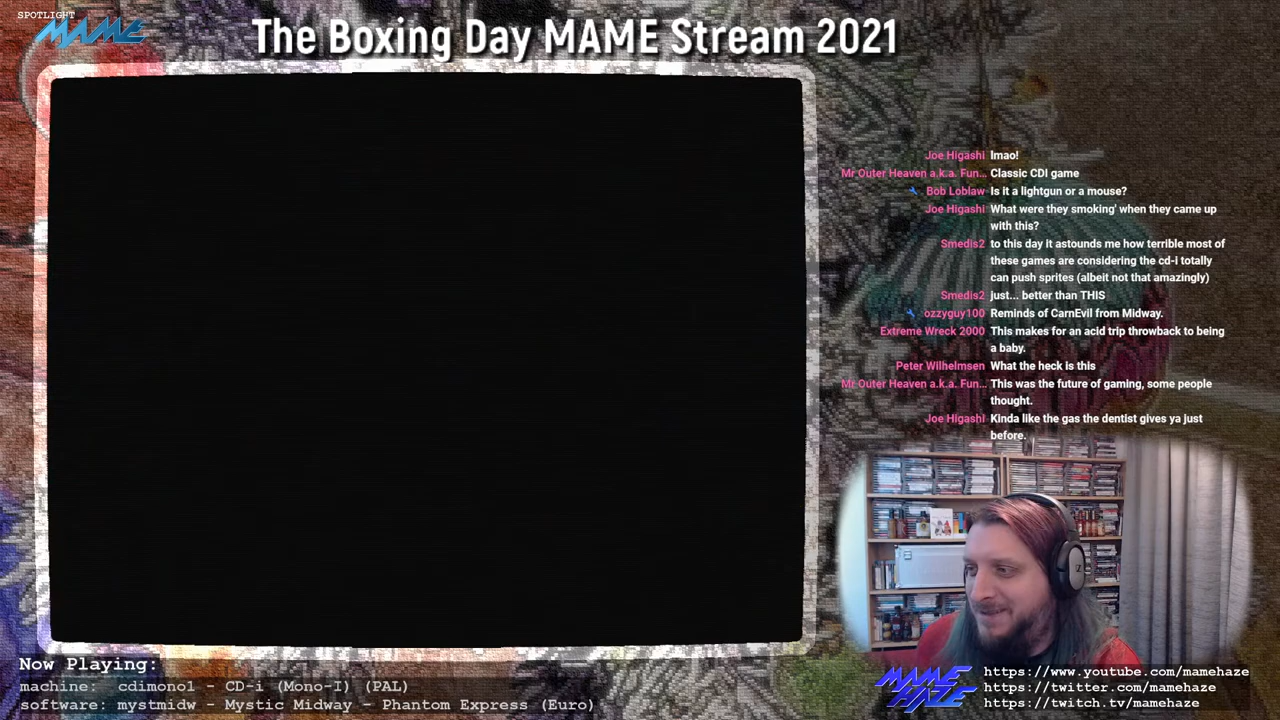 SPOTLIGHT
MAME
The Boxing Day MAME Stream 2021
Joe Higashi lmao!
Mr Outer Heaven a.k.a. Fun... Classic CDI game
Bob Loblaw Is it a lightgun or a mouse?
Joe Higashi What were they smoking' when they came up
with this?
Smedis2 to this day it astounds me how terrible most of
these games are considering the cd-i totally
can push sprites (albeit not that amazingly)
Smedis2 just... better than THIS
ozzyguy100 Reminds of CarnEvil from Midway.
Extreme Wreck 2000 This makes for an acid trip throwback to being
a baby.
Peter Wilhelmsen What the heck is this
Mr Outer Heaven a.k.a. Fun... This was the future of gaming, some people
thought.
Joe Higashi Kinda like the gas the dentist gives ya just
before.
Now Playing:
machine: cdimono1 - CD-i (Mono-I) (PAL)
software: mystmidw - Mystic Midway - Phantom Express (Euro)
MAME
HAZE
https://www.youtube.com/mamehaze
https://twitter.com/mamehaze
https://twitch.tv/mamehaze